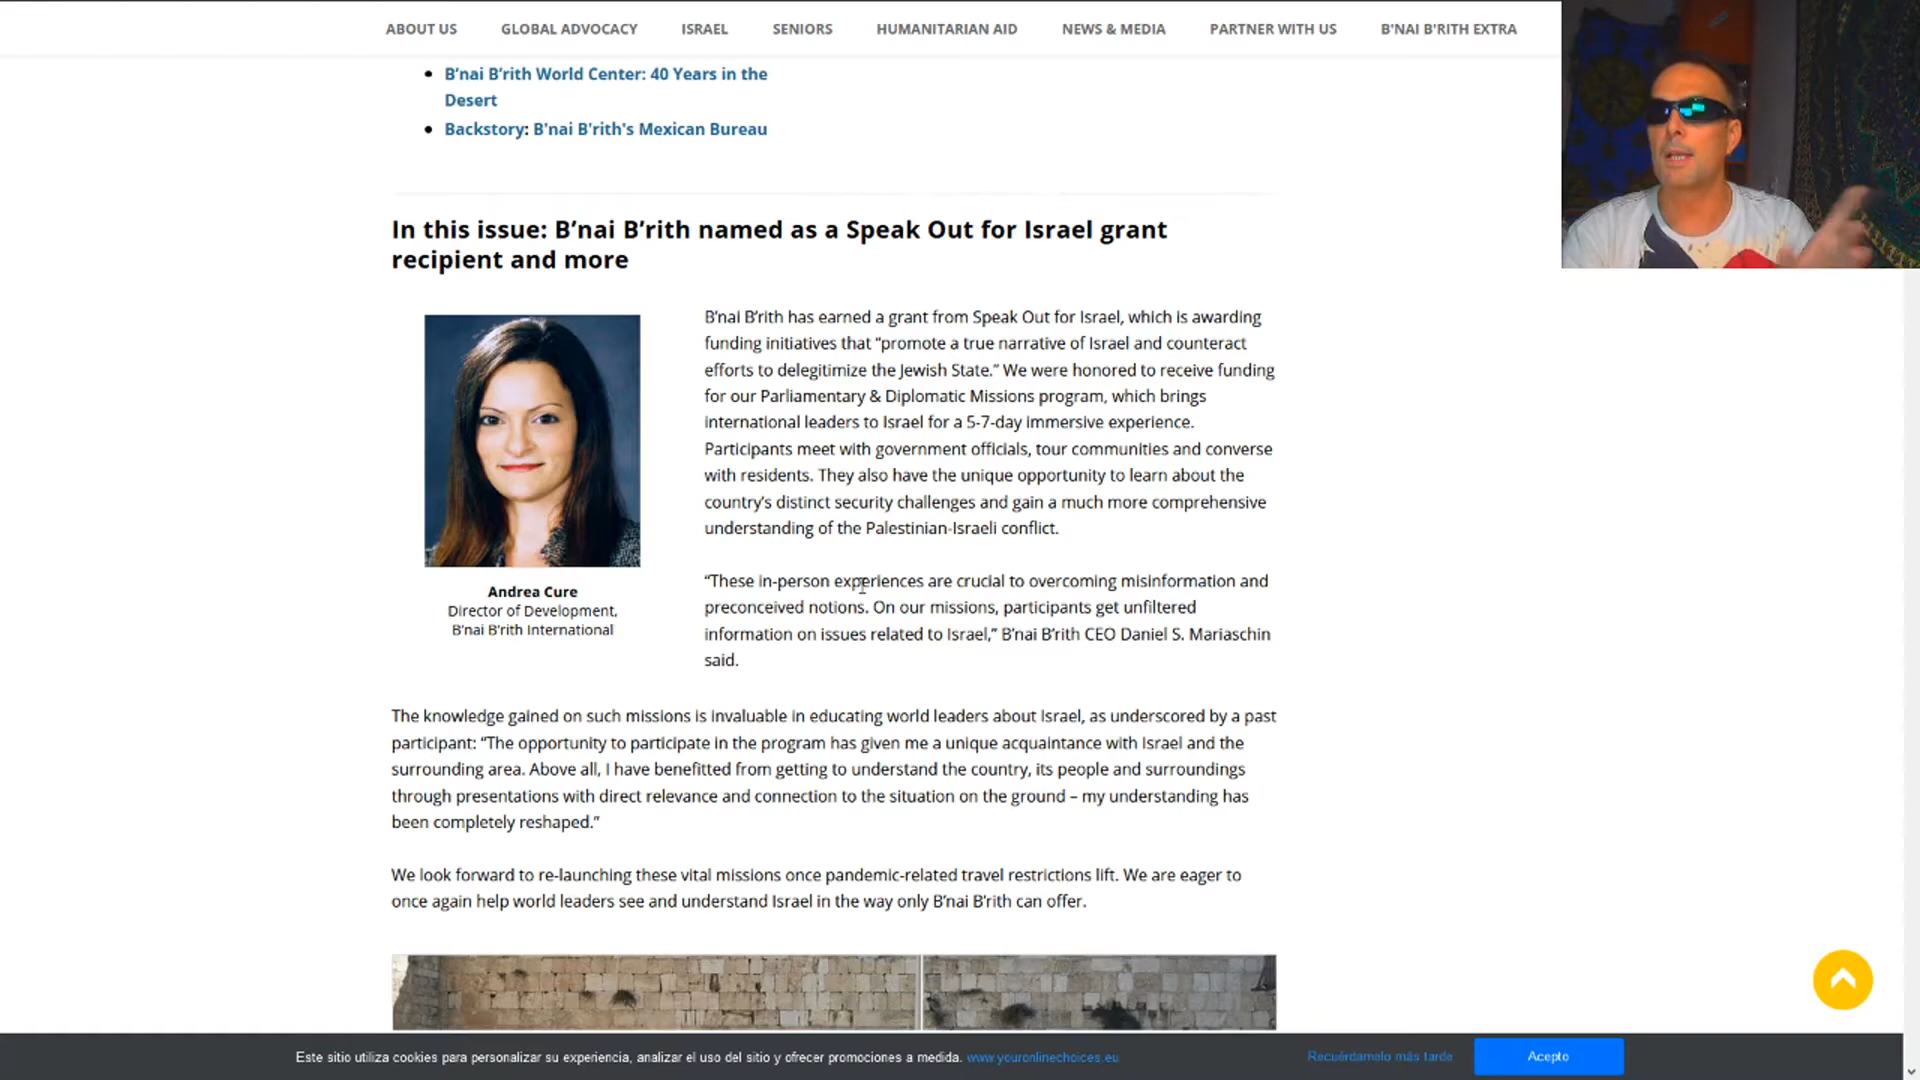 ABOUT US GLOBAL ADVOCACY ISRAEL SENIORS HUMANITARIAN AID NEWS & MEDIA PARTNER WITH US B'NAI B'RITH EXTRA
B’nai B’rith World Center: 40 Years in the
Desert
Backstory: B'nai B'rith's Mexican Bureau
In this issue: B’nai B’rith named as a Speak Out for Israel grant
recipient and more
B’nai B’rith has earned a grant from Speak Out for Israel, which is awarding
funding initiatives that “promote a true narrative of Israel and counteract
efforts to delegitimize the Jewish State.” We were honored to receive funding
for our Parliamentary & Diplomatic Missions program, which brings
international leaders to Israel for a 5-7-day immersive experience.
Participants meet with government officials, tour communities and converse
with residents. They also have the unique opportunity to learn about the
country’s distinct security challenges and gain a much more comprehensive
understanding of the Palestinian-Israeli conflict.
“These in-person experiences are crucial to overcoming misinformation and
preconceived notions. On our missions, participants get unfiltered
information on issues related to Israel,” B’nai B’rith CEO Daniel S. Mariaschin
said.
Andrea Cure
Director of Development,
B’nai B’rith International
The knowledge gained on such missions is invaluable in educating world leaders about Israel, as underscored by a past
participant: “The opportunity to participate in the program has given me a unique acquaintance with Israel and the
surrounding area. Above all, I have benefitted from getting to understand the country, its people and surroundings
through presentations with direct relevance and connection to the situation on the ground – my understanding has
been completely reshaped.”
We look forward to re-launching these vital missions once pandemic-related travel restrictions lift. We are eager to
once again help world leaders see and understand Israel in the way only B’nai B’rith can offer.
Este sitio utiliza cookies para personalizar su experiencia, analizar el uso del sitio y ofrecer promociones a medida. www.youronlinechoices.eu
Recuérdamelo más tarde
Acepto